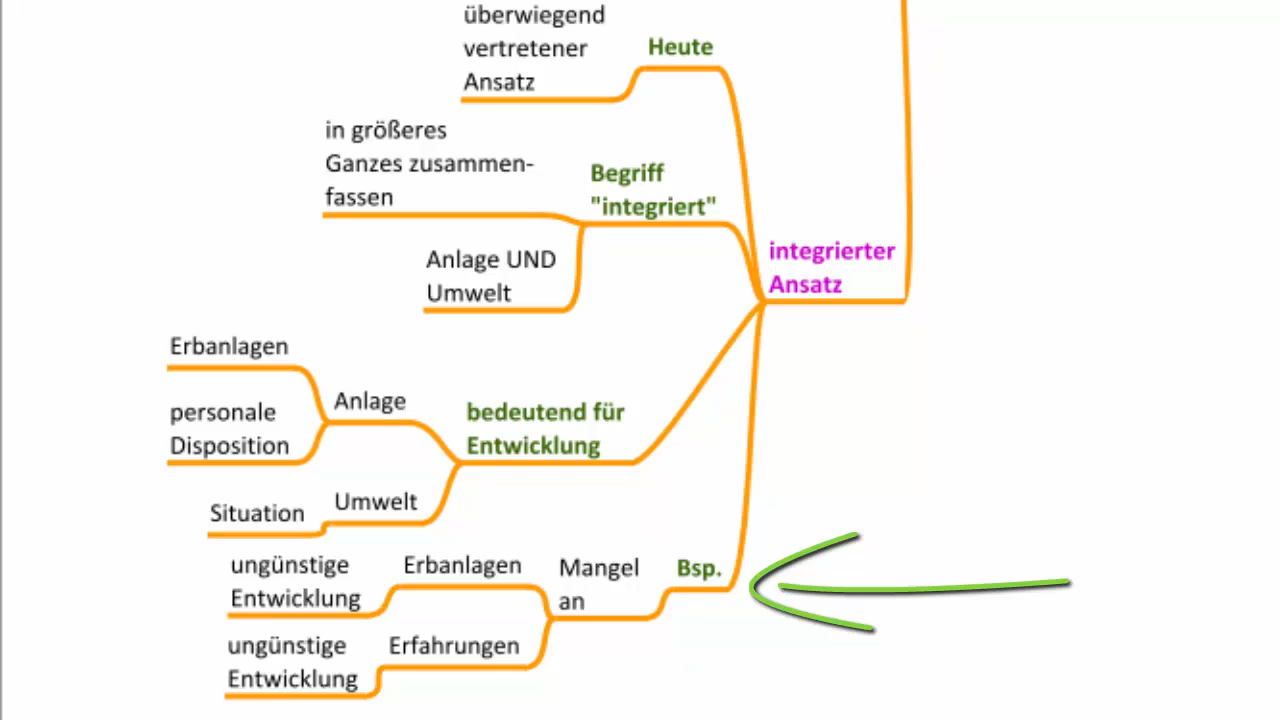 überwiegend
vertretener
Ansatz
Heute
in größeres
Ganzes zusammen-
fassen
Begriff
"integriert"
Anlage UND
Umwelt
integrierter
Ansatz
Erbanlagen
personale
Disposition
Anlage
bedeutend für
Entwicklung
Situation
Umwelt
ungünstige
Entwicklung
Erbanlagen
Mangel
an
Bsp.
ungünstige
Entwicklung
Erfahrungen